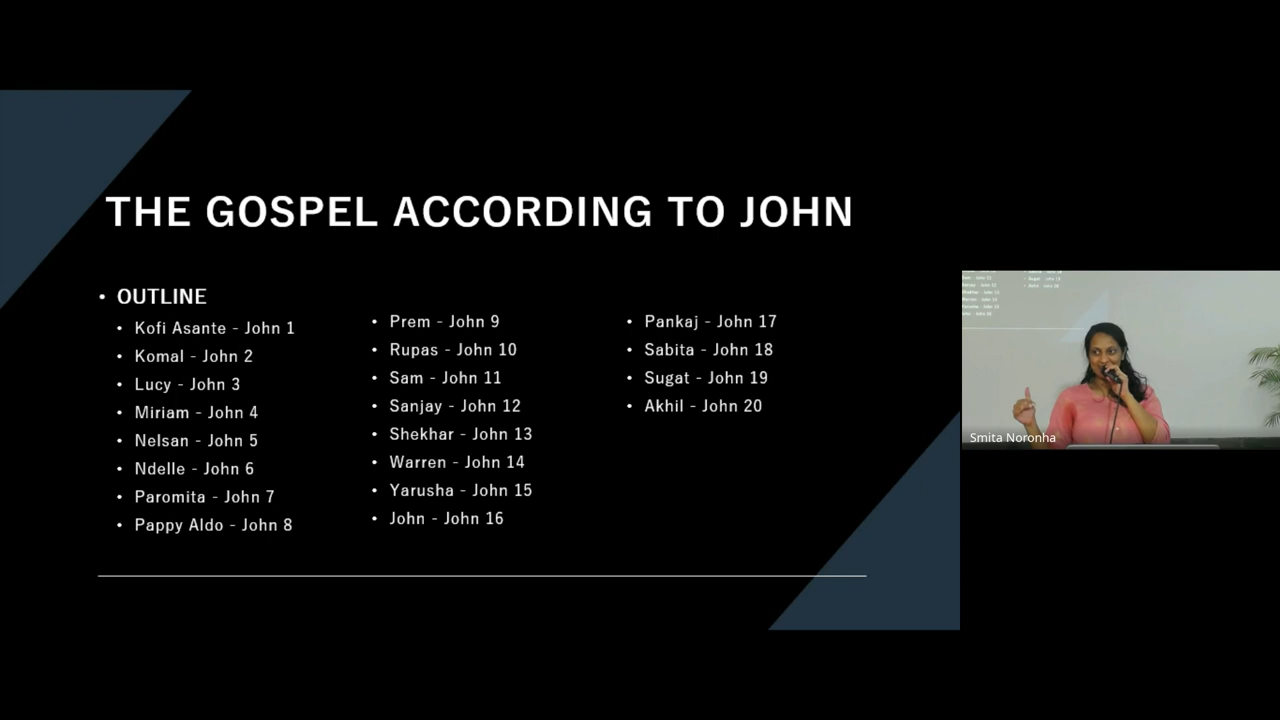 THE GOSPEL ACCORDING TO JOHN
• OUTLINE
• Kofi Asante - John 1
• Komal - John 2
• Lucy - John 3
• Miriam - John 4
• Nelsan - John 5
• Ndelle - John 6
• Paromita - John 7
• Pappy Aldo - John 8
• Prem - John 9
• Rupas - John 10
• Sam - John 11
• Sanjay - John 12
• Shekhar - John 13
• Warren - John 14
• Yarusha - John 15
• John - John 16
• Pankaj - John 17
• Sabita - John 18
• Sugat - John 19
• Akhil - John 20
Smita Noronha